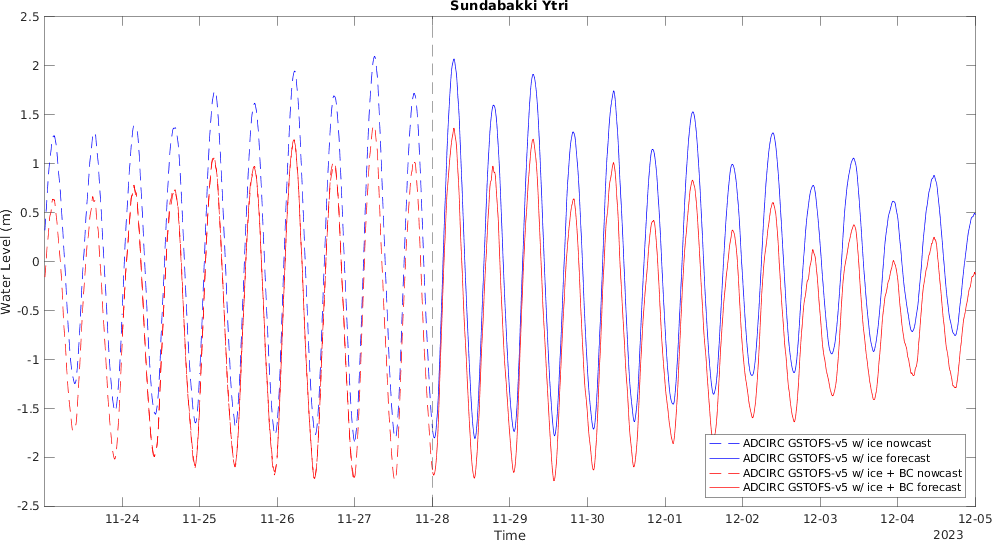 Sundabakki Ytri
2.5
2
1.5
1
0.5
0
-0.5
-1
-1.5
-2
-2.5
Water Level (m)
ADCIRC GSTOFS-v5 w/ ice nowcast
ADCIRC GSTOFS-v5 w/ ice forecast
ADCIRC GSTOFS-v5 w/ ice + BC nowcast
ADCIRC GSTOFS-v5 w/ ice + BC forecast
11-24 11-25 11-26 11-27 11-28 11-29 11-30 12-01 12-02 12-03 12-04 12-05
Time
2023